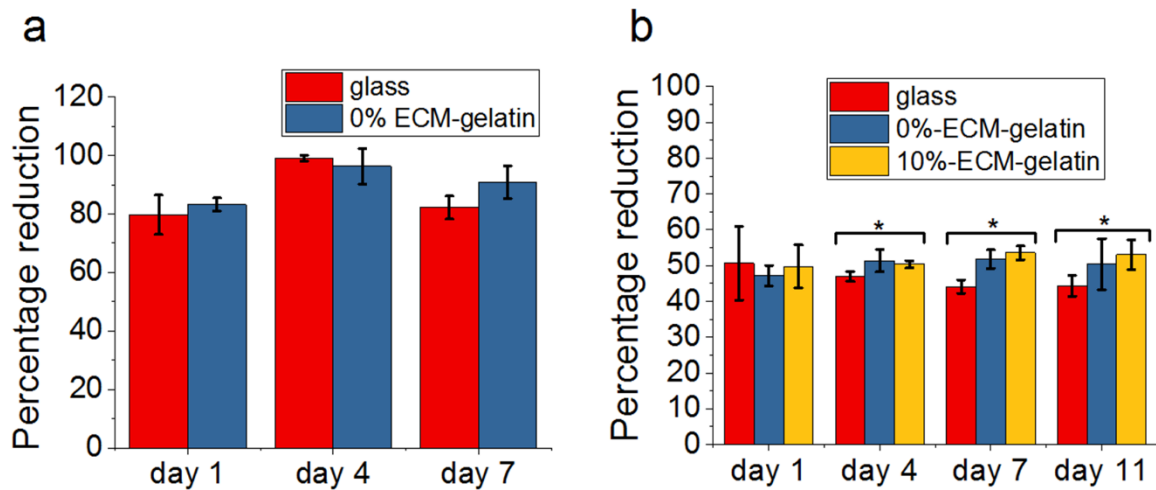 a
glass
0% ECM-gelatin
Percentage reduction
120
100
80
60
40
20
0
day 1
day 4
day 7
b
glass
0%-ECM-gelatin
10%-ECM-gelatin
Percentage reduction
100
90
80
70
60
50
40
30
20
10
0
*
*
*
day 1
day 4
day 7
day 11